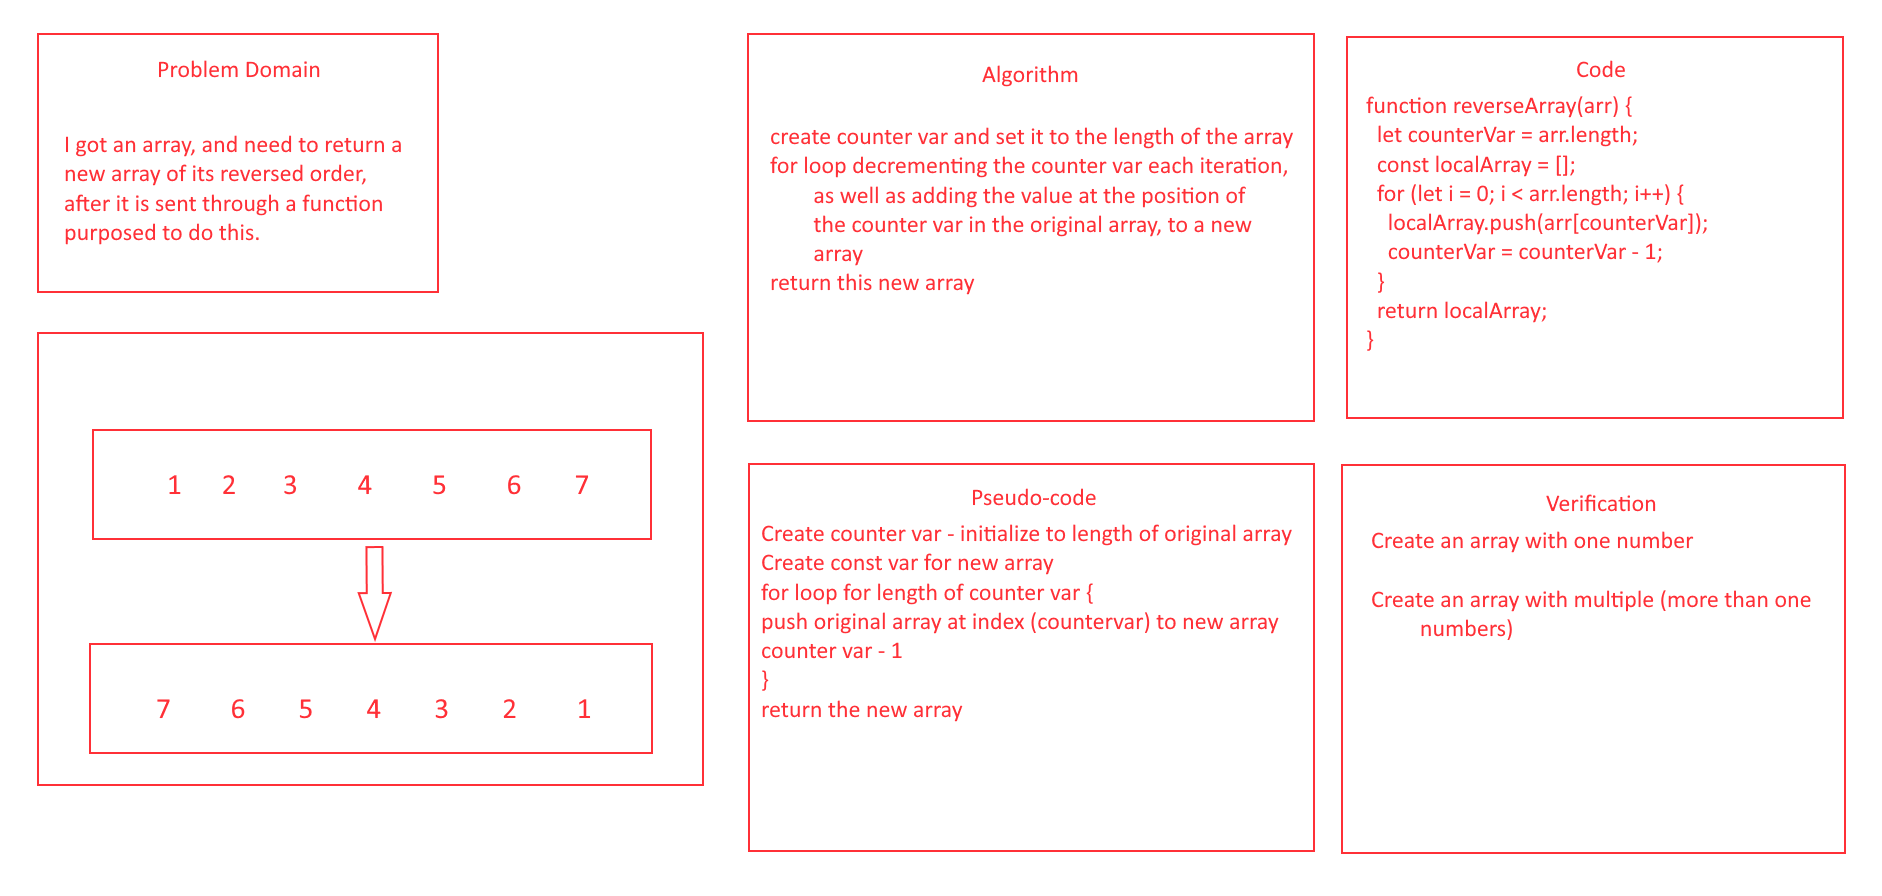 Problem Domain
I got an array, and need to return a
new array of its reversed order,
after it is sent through a function
purposed to do this.
1 2 3 4 5 6 7
7 6 5 4 3 2 1
Algorithm
create counter var and set it to the length of the array
for loop decrementing the counter var each iteration,
as well as adding the value at the position of
the counter var in the original array, to a new
array
return this new array
Pseudo-code
Create counter var - initialize to length of original array
Create const var for new array
for loop for length of counter var {
push original array at index (countervar) to new array
counter var - 1
}
return the new array
Code
function reverseArray(arr) {
let counterVar = arr.length;
const localArray = [];
for (let i = 0; i < arr.length; i++) {
localArray.push(arr[counterVar]);
counterVar = counterVar - 1;
}
return localArray;
}
Verification
Create an array with one number
Create an array with multiple (more than one
numbers)